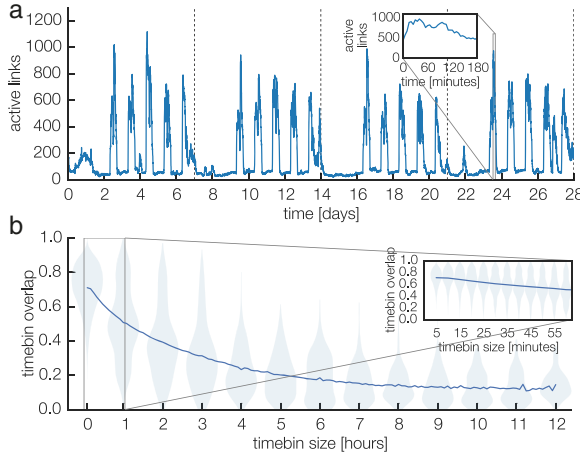 a
active links
1200
1000
800
600
400
200
0
0 2 4 6 8 10 12 14 16 18 20 22 24 26 28
time [days]
active
links
1000
500
0
0 60 120 180
time [minutes]
b
timebin overlap
1.0
0.8
0.6
0.4
0.2
0.0
0 1 2 3 4 5 6 7 8 9 10 11 12
timebin size [hours]
timebin overlap
1.0
0.8
0.6
0.4
0.2
0.0
5 15 25 35 45 55
timebin size [minutes]